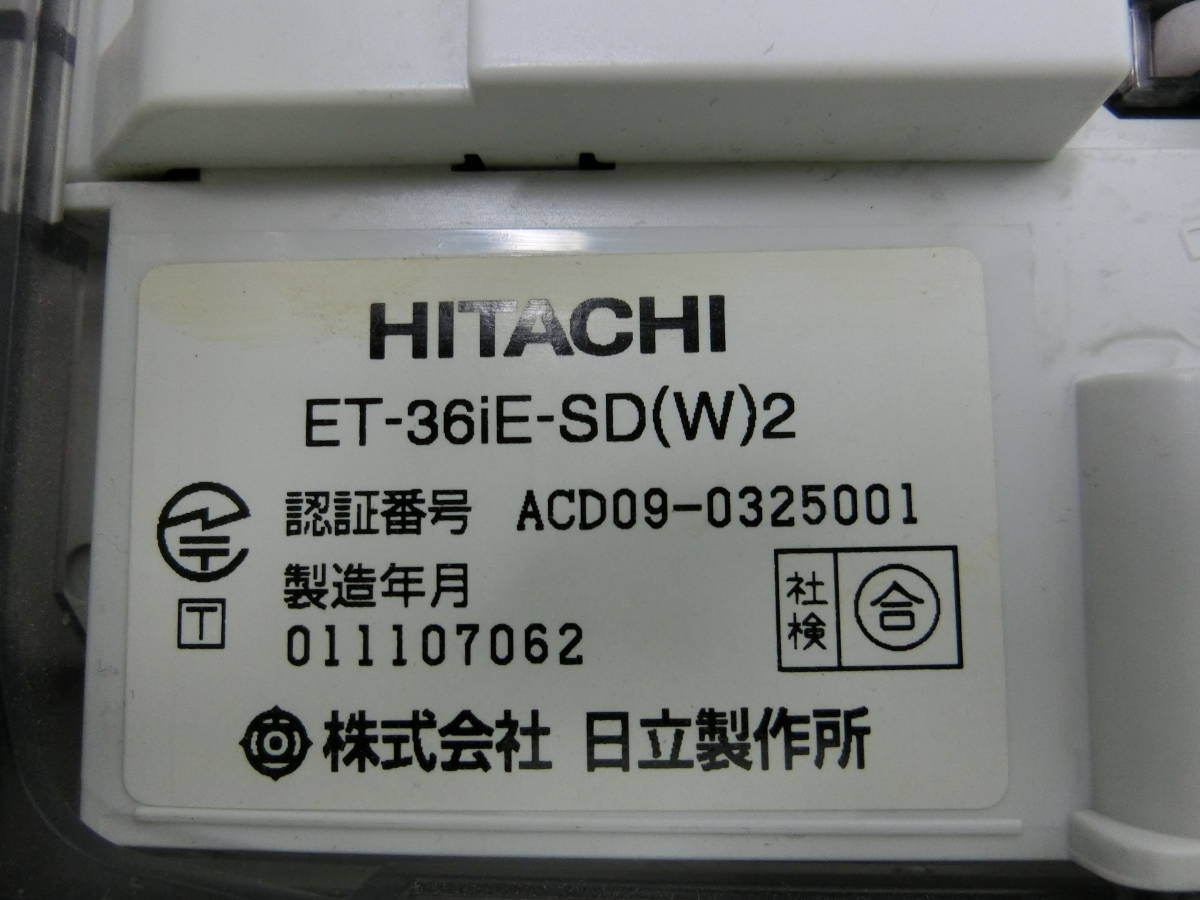 HITACHI
ET-36iE-SD(W)2
認証番号 ACD09-0325001
T
製造年月
011107062
社検 合
株式会社 日立製作所